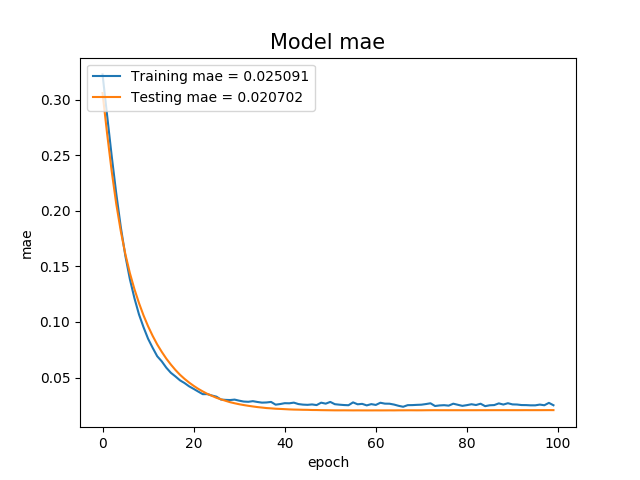 Model mae
Training mae = 0.025091
Testing mae = 0.020702
0.30
0.25
0.20
0.15
0.10
0.05
mae
0 20 40 60 80 100
epoch